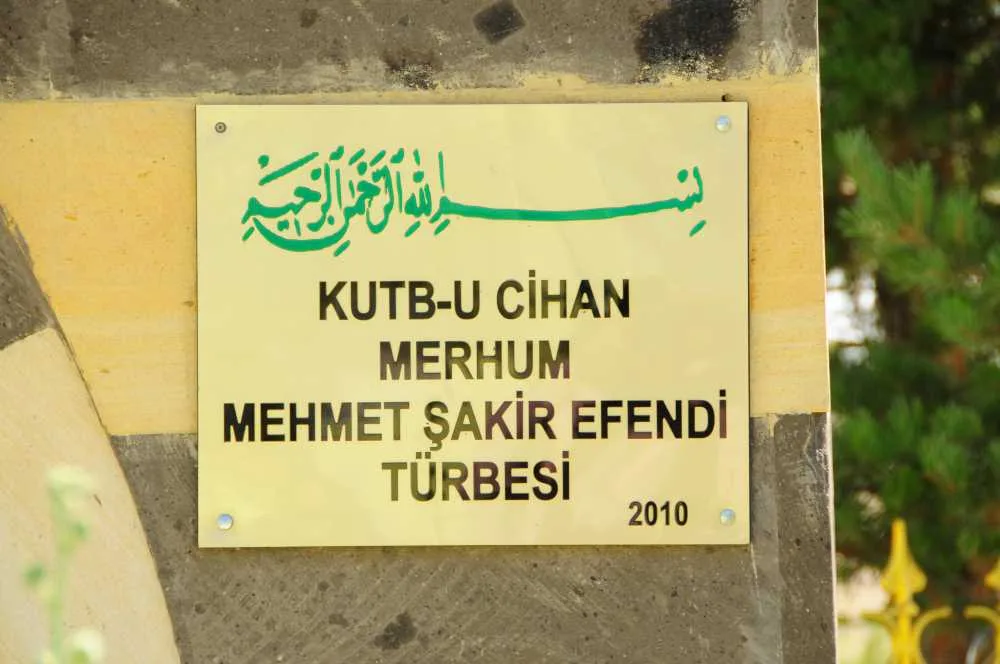 بسم الله الرحمن الرحيم
KUTB-U CİHAN
MERHUM
MEHMET ŞAKİR EFENDİ
TÜRBESİ
2010